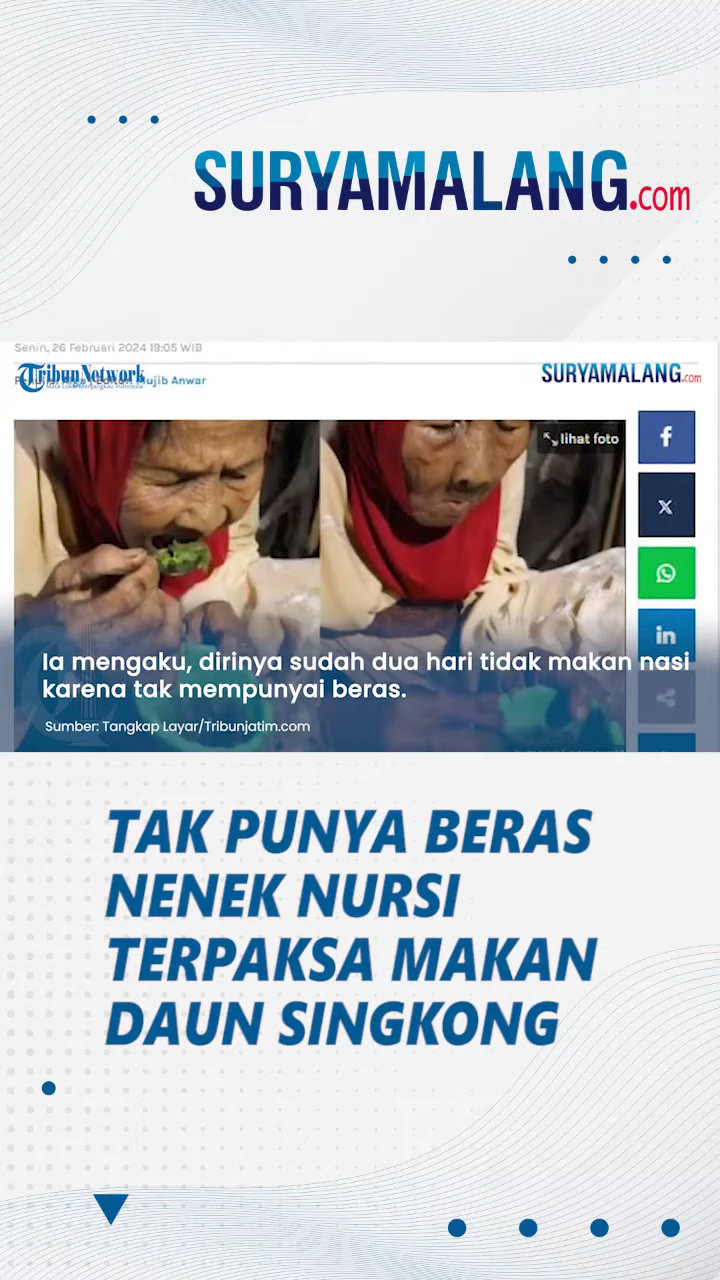 SURYAMALANG.com
Senin, 26 Februari 2024 19:05 WIB
Tribun Network
Mujib Anwar
SURYAMALANG.com
lihat foto
Ia mengaku, dirinya sudah dua hari tidak makan nasi
karena tak mempunyai beras.
Sumber: Tangkap Layar/Tribunjatim.com
TAK PUNYA BERAS
NENEK NURSI
TERPAKSA MAKAN
DAUN SINGKONG